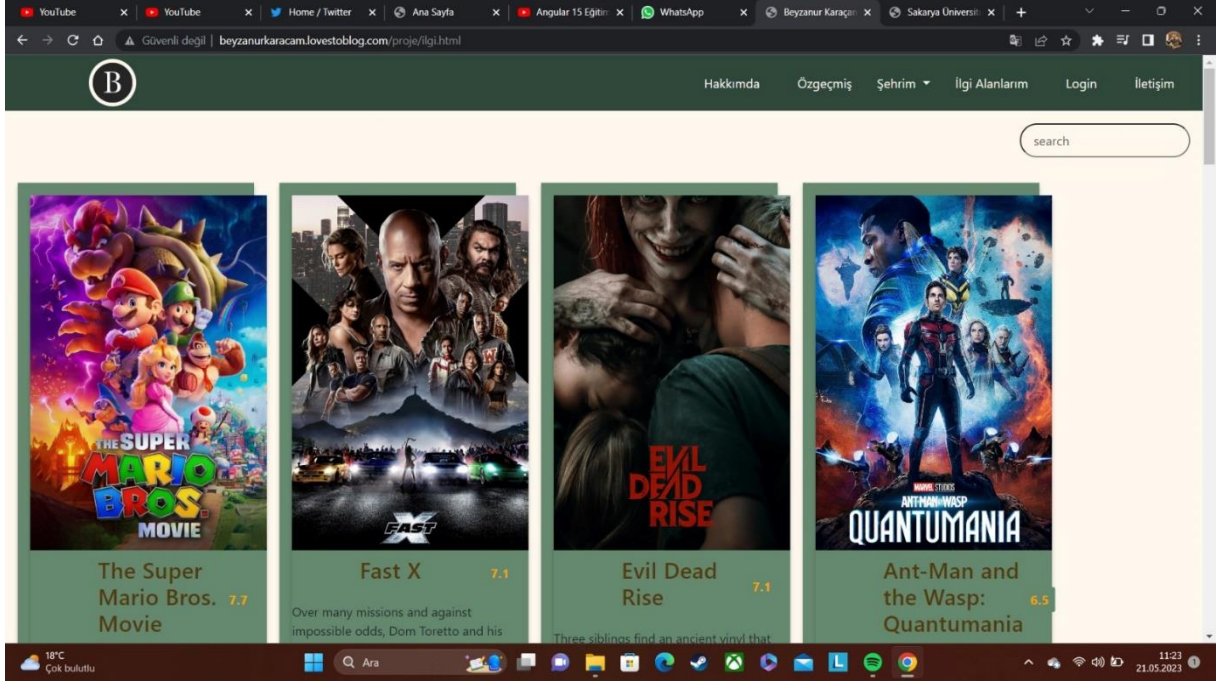 YouTube
YouTube
Home / Twitter
Ana Sayfa
Angular 15 Eğitim
WhatsApp
Beyzanur Karaçam
Sakarya Üniversit
Güvenli değil | beyzanurkaracam.lovestoblog.com/proje/ilgi.html
B
Hakkımda
Özgeçmiş
Şehrim
İlgi Alanlarım
Login
İletişim
search
THE SUPER
MARIO
BROS.
MOVIE
FAST X
EVIL
DEAD
RISE
MARVEL STUDIOS
ANT-MAN AND THE WASP
QUANTUMANIA
The Super
Mario Bros. 7.7
Movie
Fast X 7.1
Over many missions and against
impossible odds, Dom Toretto and his
Evil Dead
Rise 7.1
Three siblings find an ancient vinyl that
Ant-Man and
the Wasp: 6.5
Quantumania
18°C
Çok bulutlu
Ara
11:23
21.05.2023